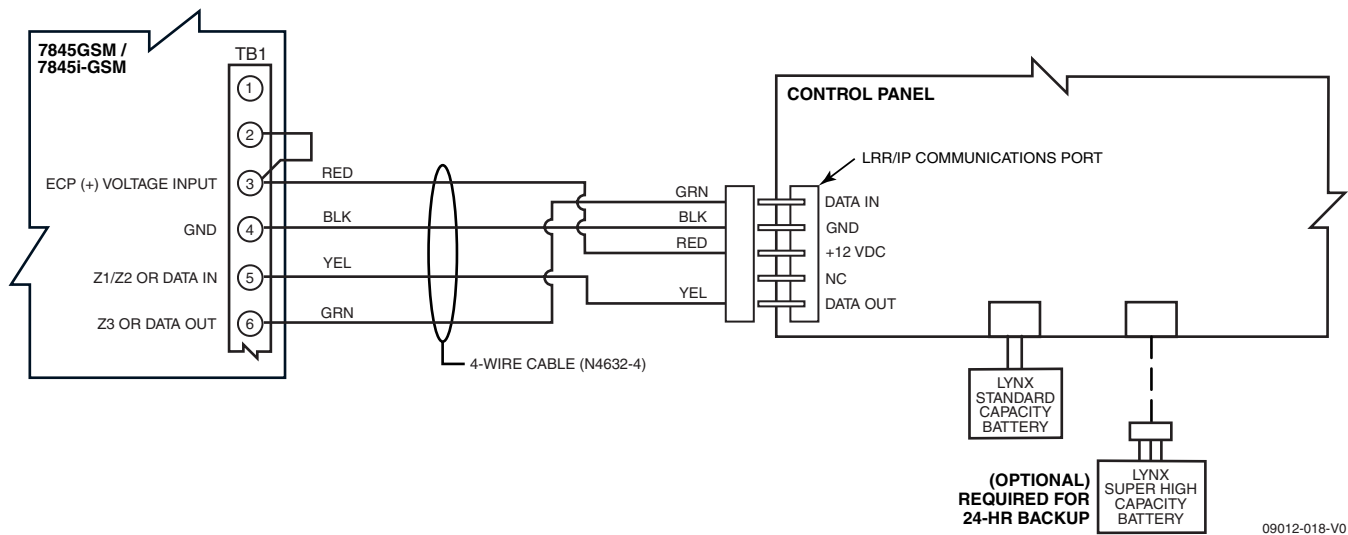 7845GSM /
7845i-GSM
TB1
1
2
ECP (+) VOLTAGE INPUT
3
RED
GND
4
BLK
Z1/Z2 OR DATA IN
5
YEL
Z3 OR DATA OUT
6
GRN
4-WIRE CABLE (N4632-4)
CONTROL PANEL
LRR/IP COMMUNICATIONS PORT
GRN
DATA IN
BLK
GND
RED
+12 VDC
NC
YEL
DATA OUT
LYNX
STANDARD
CAPACITY
BATTERY
(OPTIONAL)
REQUIRED FOR
24-HR BACKUP
LYNX
SUPER HIGH
CAPACITY
BATTERY
09012-018-V0